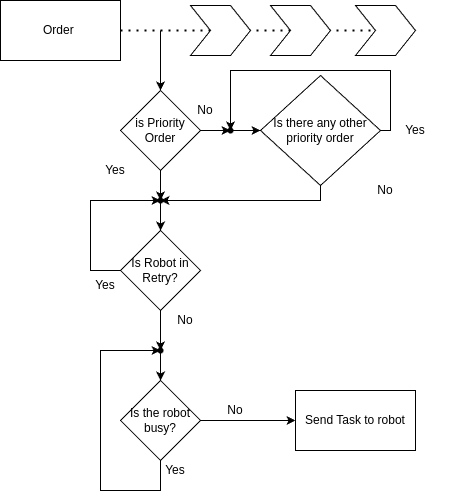 Order
is Priority
Order
No
Is there any other
priority order
Yes
Yes
No
Is Robot in
Retry?
Yes
No
Is the robot
busy?
No
Send Task to robot
Yes